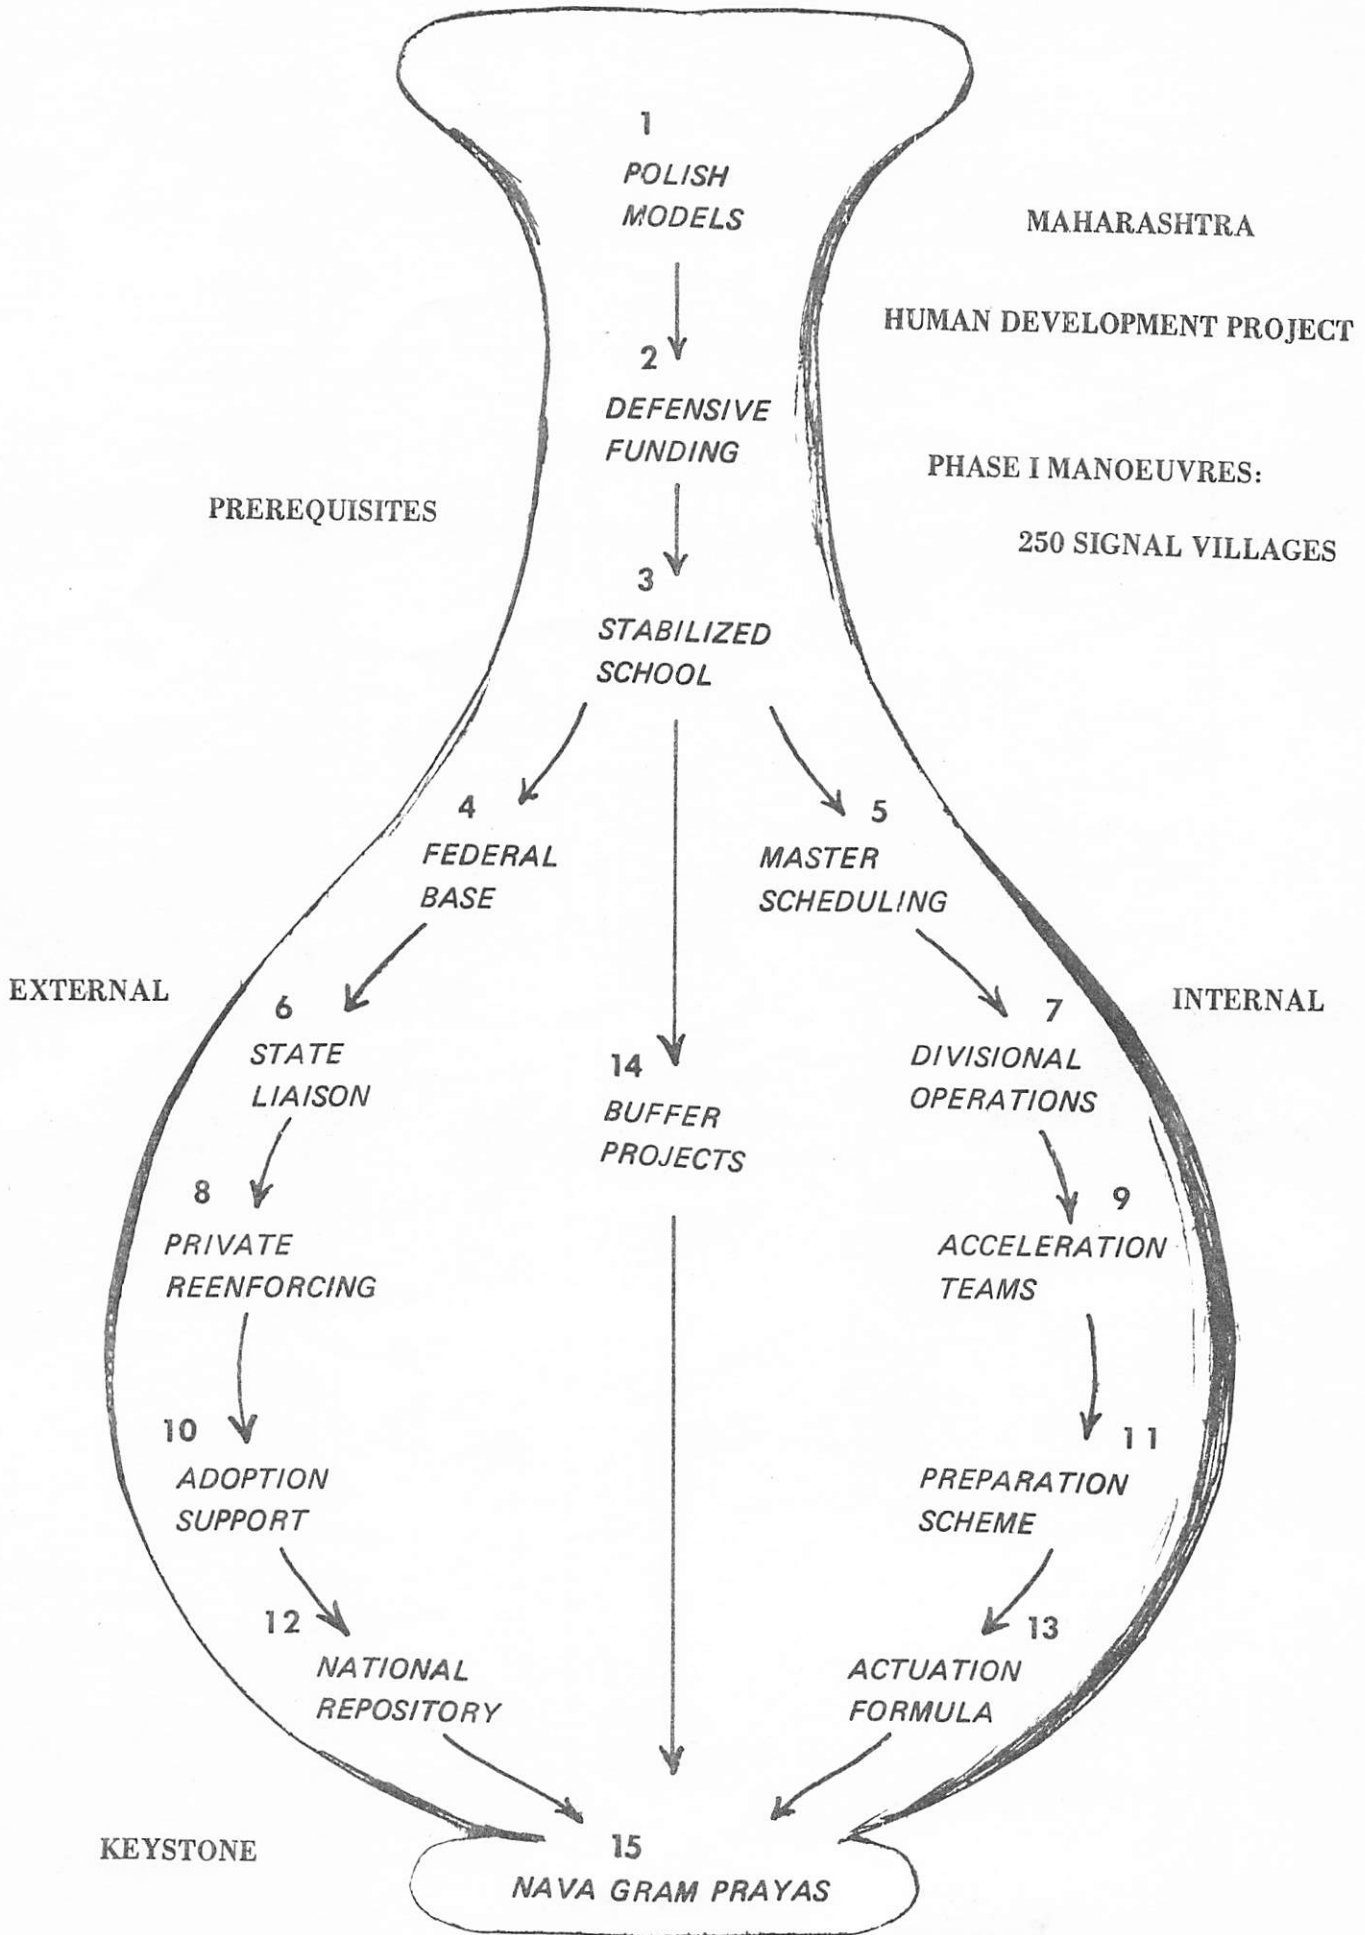 1
POLISH
MODELS
MAHARASHTRA
HUMAN DEVELOPMENT PROJECT
2
DEFENSIVE
FUNDING
PHASE I MANOEUVRES:
250 SIGNAL VILLAGES
PREREQUISITES
3
STABILIZED
SCHOOL
4
FEDERAL
BASE
5
MASTER
SCHEDULING
EXTERNAL
INTERNAL
6
STATE
LIAISON
7
DIVISIONAL
OPERATIONS
14
BUFFER
PROJECTS
8
PRIVATE
REENFORCING
9
ACCELERATION
TEAMS
10
ADOPTION
SUPPORT
11
PREPARATION
SCHEME
12
NATIONAL
REPOSITORY
13
ACTUATION
FORMULA
KEYSTONE
15
NAVA GRAM PRAYAS